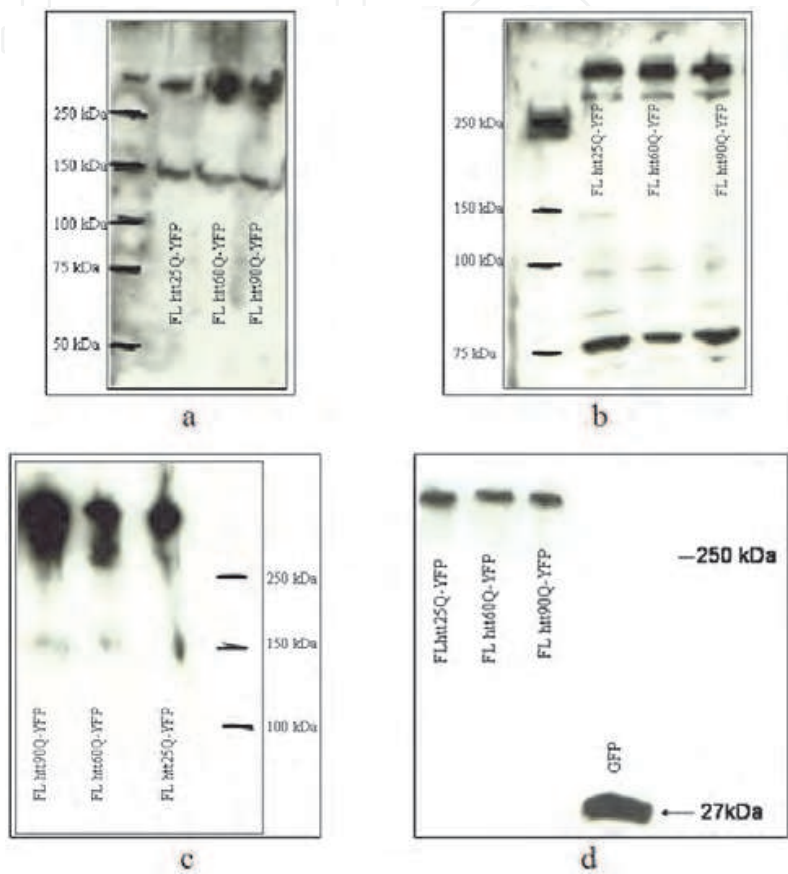 250 kDa
150 kDa
100 kDa
75 kDa
50 kDa
FL htt25Q-YFP
FL htt60Q-YFP
FL htt90Q-YFP
a
250 kDa
150 kDa
100 kDa
75 kDa
FL htt25Q-YFP
FL htt60Q-YFP
FL htt90Q-YFP
b
FL htt90Q-YFP
FL htt60Q-YFP
FL htt25Q-YFP
250 kDa
150 kDa
100 kDa
c
FLhtt25Q-YFP
FL htt60Q-YFP
FL htt90Q-YFP
250 kDa
GFP
27kDa
d